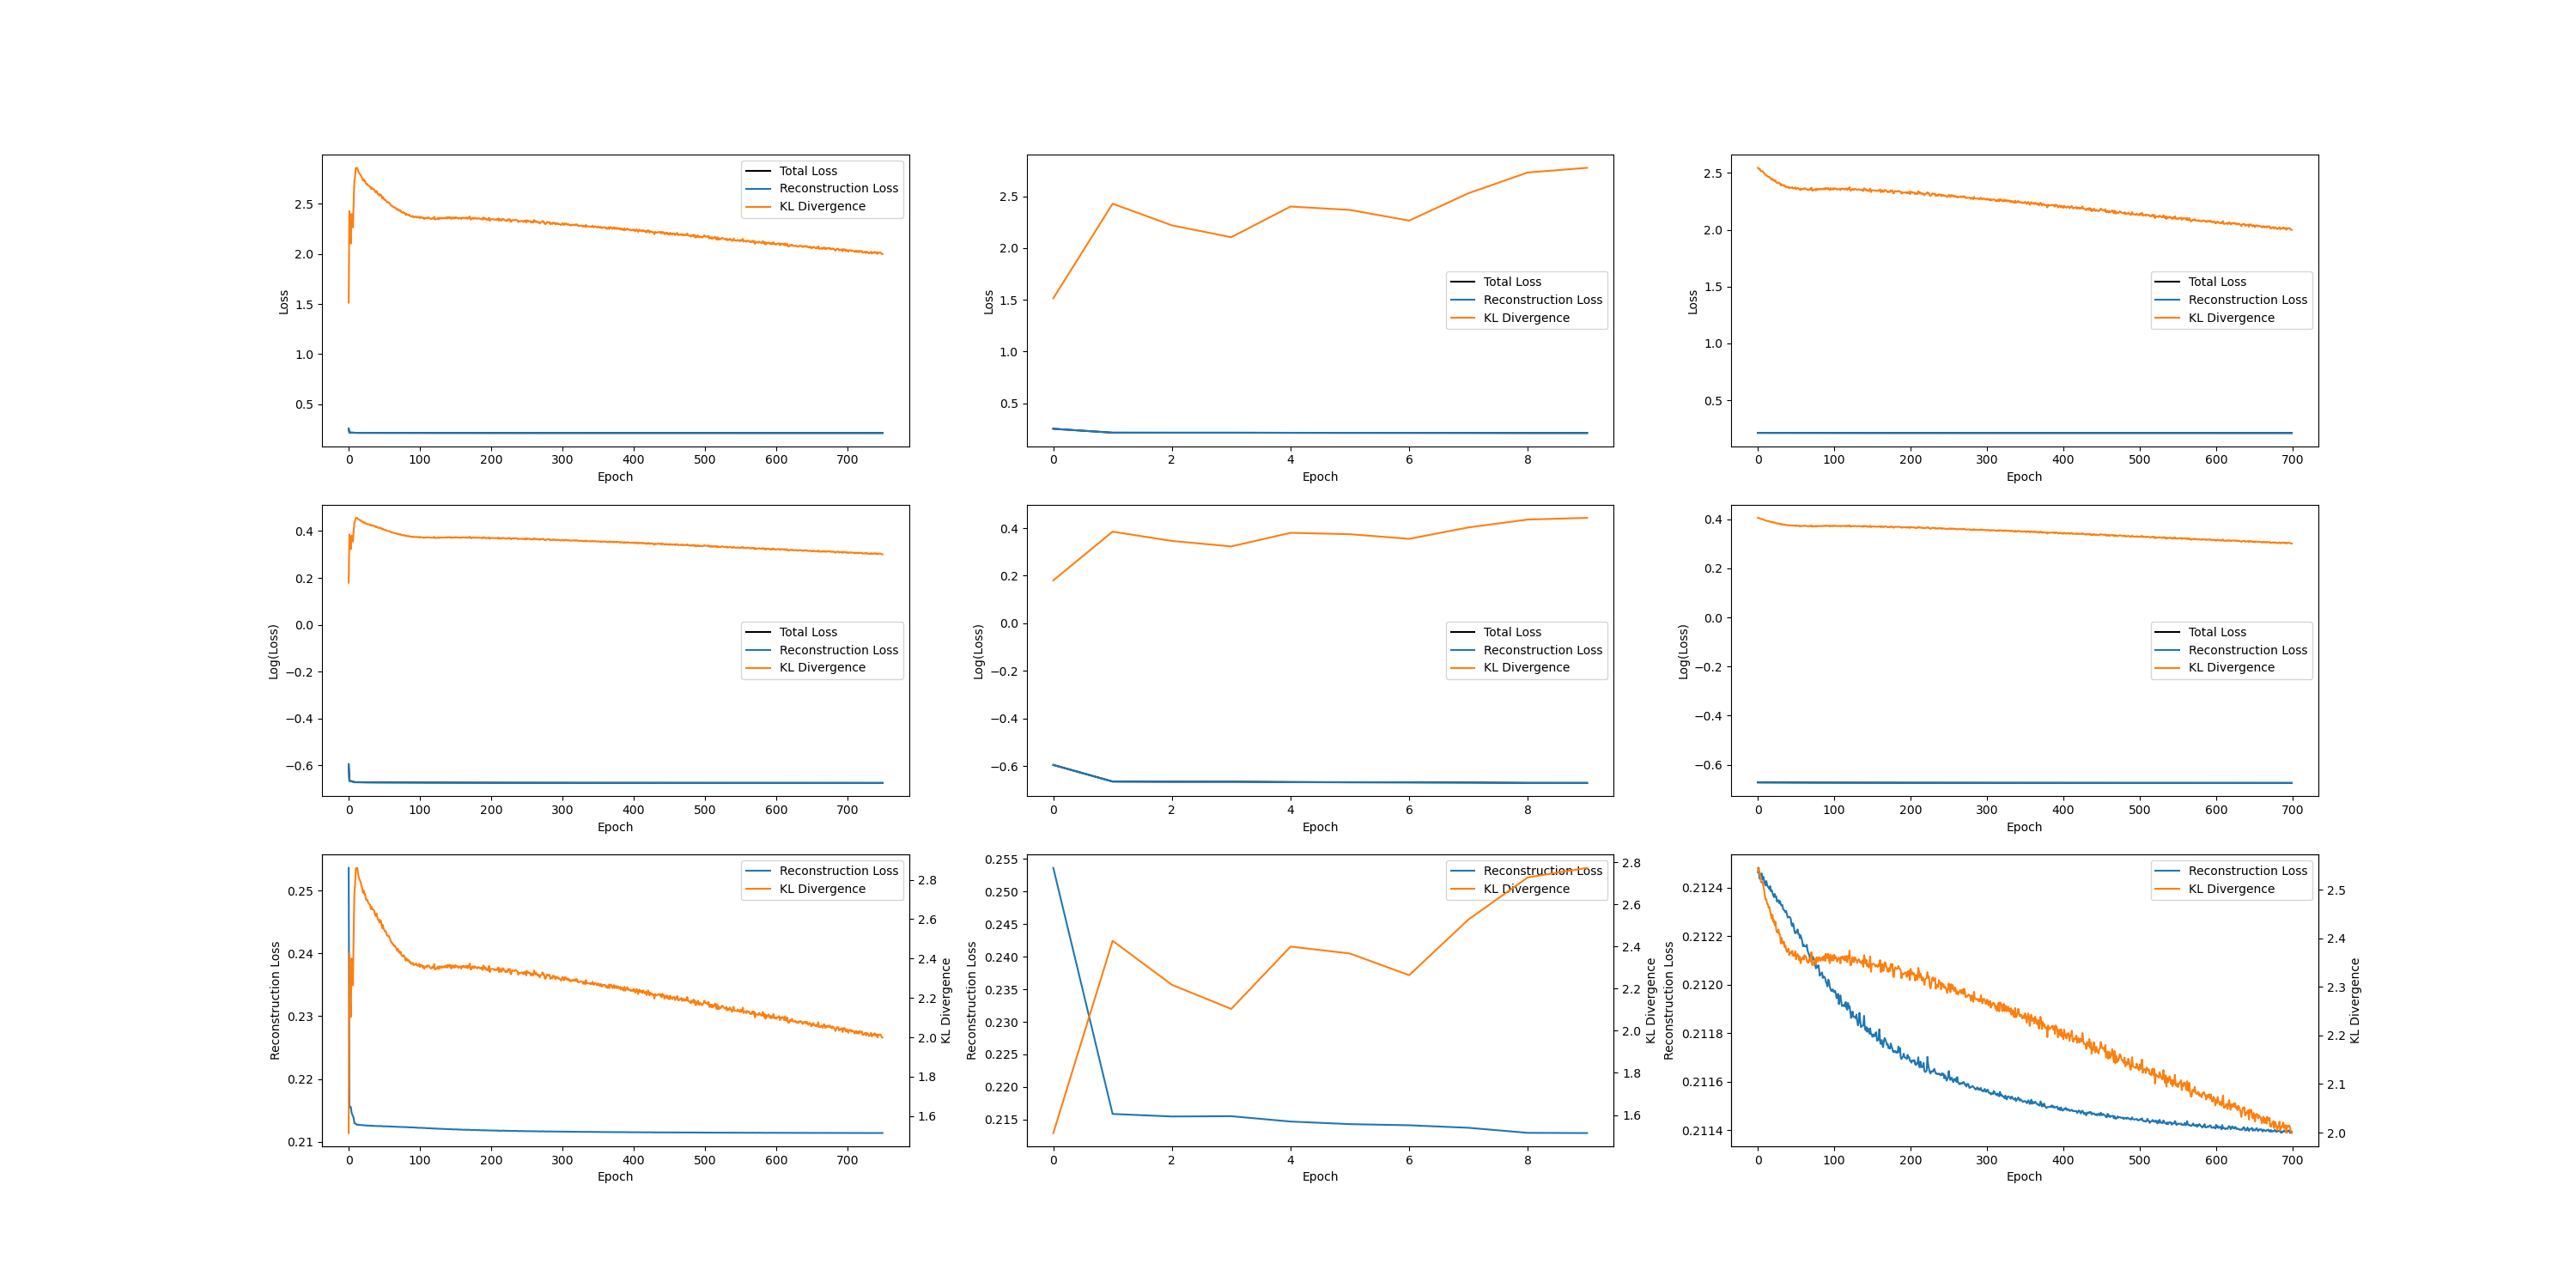 Loss
2.5
2.0
1.5
1.0
0.5
0 100 200 300 400 500 600 700
Epoch
Total Loss
Reconstruction Loss
KL Divergence
Loss
2.5
2.0
1.5
1.0
0.5
0 2 4 6 8
Epoch
Total Loss
Reconstruction Loss
KL Divergence
Loss
2.5
2.0
1.5
1.0
0.5
0 100 200 300 400 500 600 700
Epoch
Total Loss
Reconstruction Loss
KL Divergence
Log(Loss)
0.4
0.2
0.0
−0.2
−0.4
−0.6
0 100 200 300 400 500 600 700
Epoch
Total Loss
Reconstruction Loss
KL Divergence
Log(Loss)
0.4
0.2
0.0
−0.2
−0.4
−0.6
0 2 4 6 8
Epoch
Total Loss
Reconstruction Loss
KL Divergence
Log(Loss)
0.4
0.2
0.0
−0.2
−0.4
−0.6
0 100 200 300 400 500 600 700
Epoch
Total Loss
Reconstruction Loss
KL Divergence
Reconstruction Loss
0.25
0.24
0.23
0.22
0.21
0 100 200 300 400 500 600 700
Epoch
Reconstruction Loss
KL Divergence
2.8
2.6
2.4
2.2
2.0
1.8
1.6
KL Divergence
Reconstruction Loss
0.255
0.250
0.245
0.240
0.235
0.230
0.225
0.220
0.215
0 2 4 6 8
Epoch
Reconstruction Loss
KL Divergence
2.8
2.6
2.4
2.2
2.0
1.8
1.6
KL Divergence
Reconstruction Loss
0.2124
0.2122
0.2120
0.2118
0.2116
0.2114
0 100 200 300 400 500 600 700
Epoch
Reconstruction Loss
KL Divergence
2.5
2.4
2.3
2.2
2.1
2.0
KL Divergence